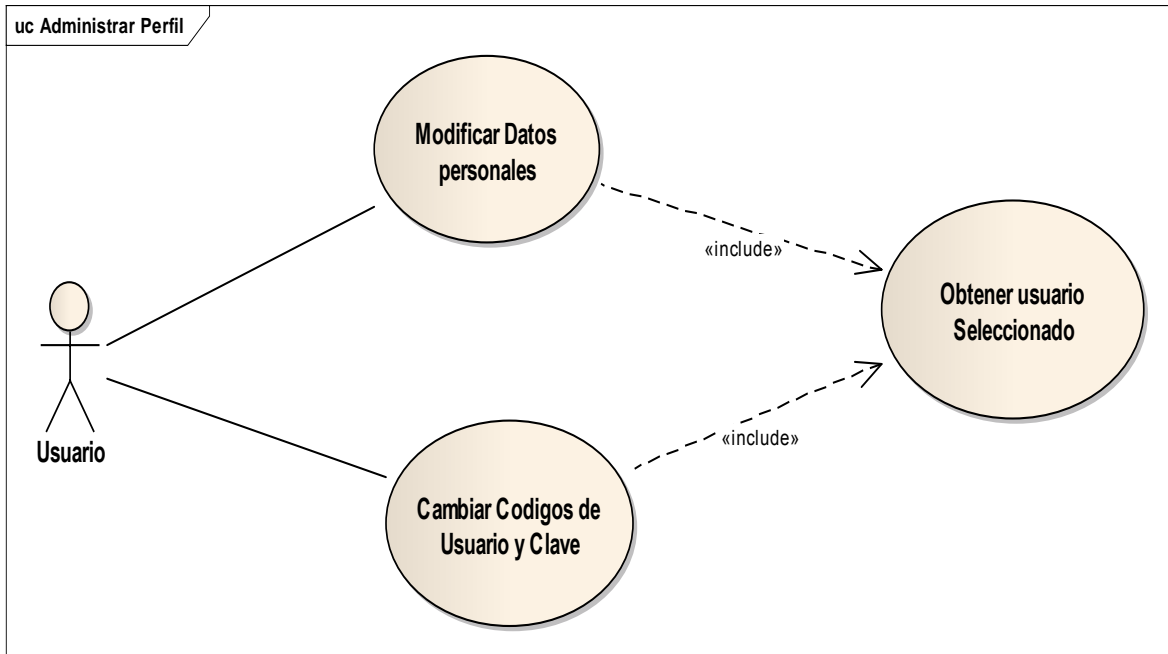 uc Administrar Perfil
Modificar Datos
personales
«include»
Obtener usuario
Seleccionado
Usuario
«include»
Cambiar Codigos de
Usuario y Clave